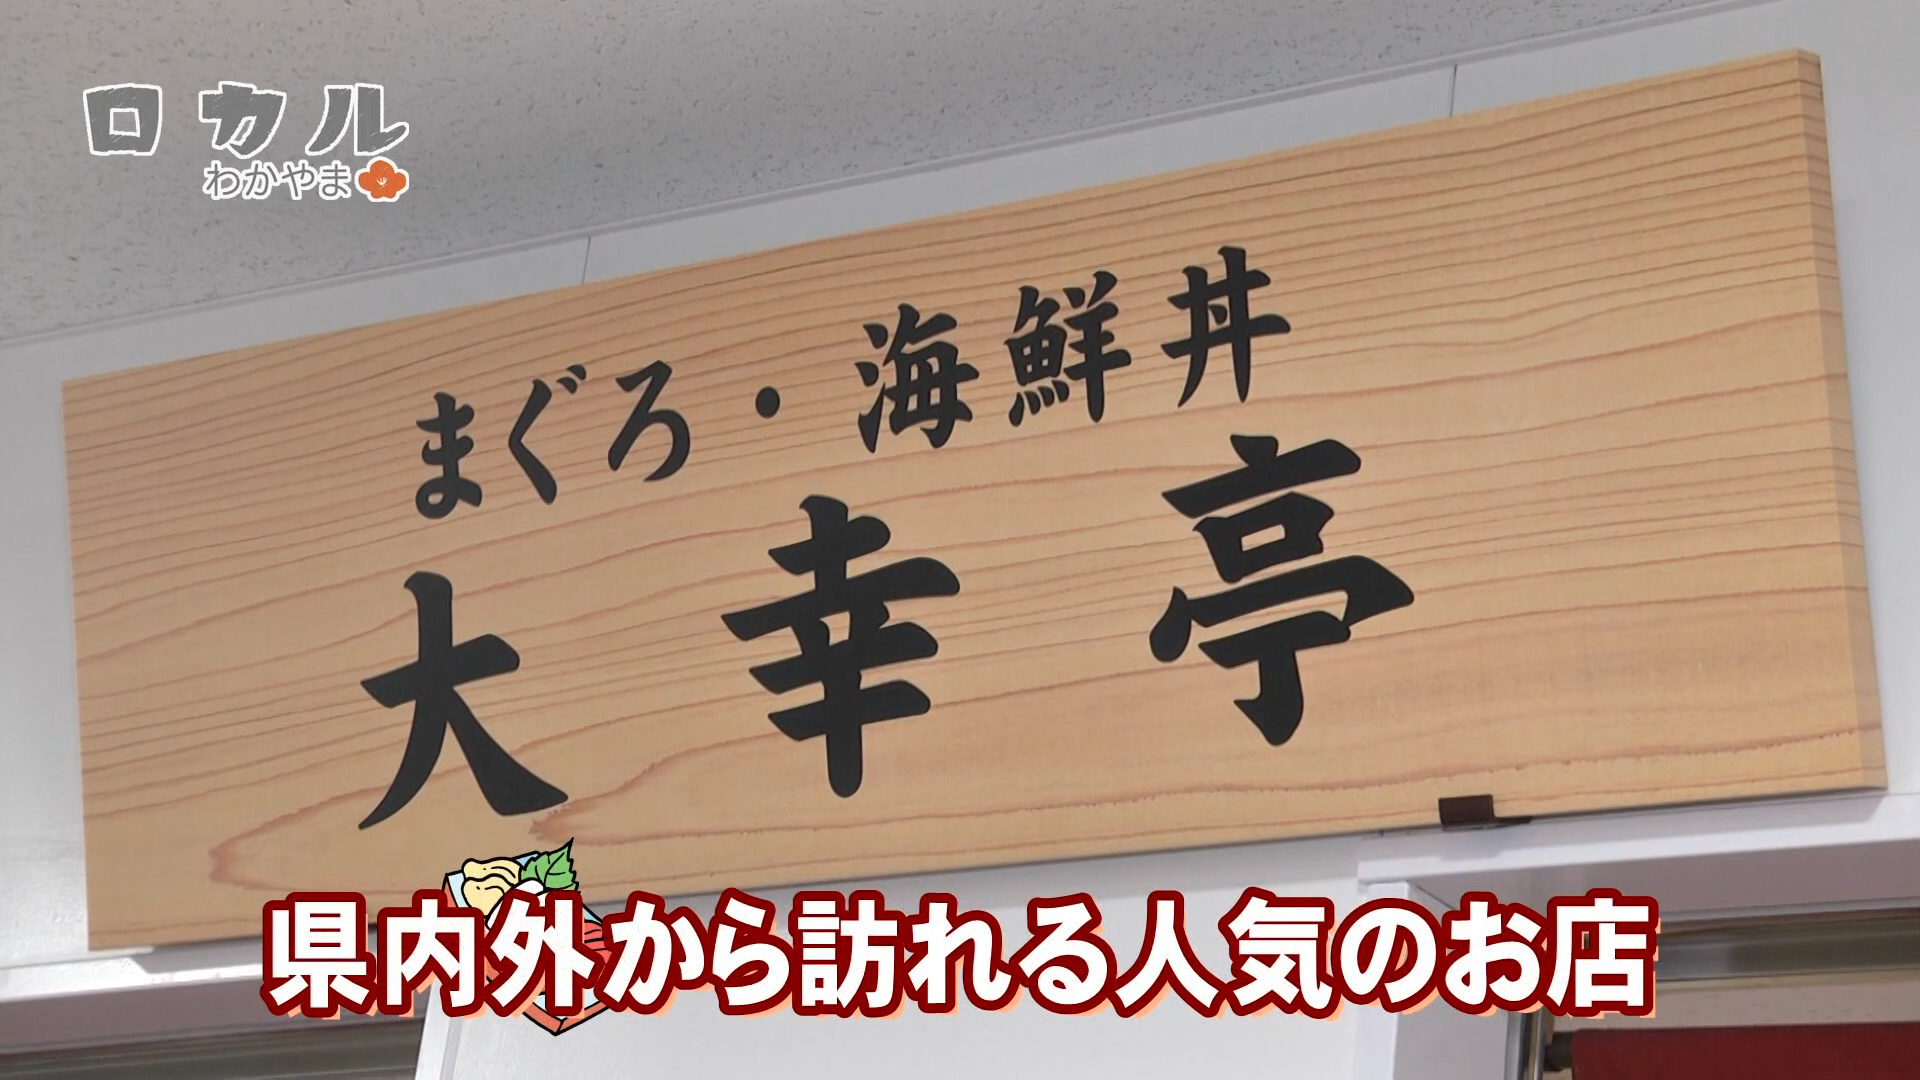 ロカル
わかやま
まぐろ・海鮮丼
大幸亭
県内外から訪れる人気のお店